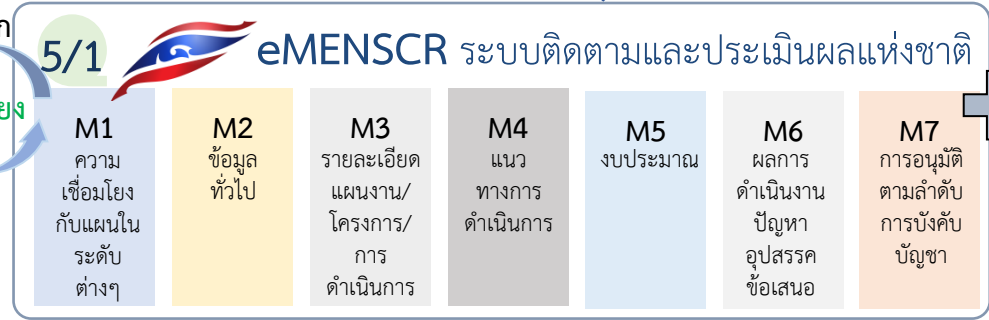 ก
5/1
eMENSCR ระบบติดตามและประเมินผลแห่งชาติ
ยง
M1
ความ
เชื่อมโยง
กับแผนใน
ระดับ
ต่างๆ
M2
ข้อมูล
ทั่วไป
M3
รายละเอียด
แผนงาน/
โครงการ/
การ
ดำเนินการ
M4
แนว
ทางการ
ดำเนินการ
M5
งบประมาณ
M6
ผลการ
ดำเนินงาน
ปัญหา
อุปสรรค
ข้อเสนอ
M7
การอนุมัติ
ตามลำดับ
การบังคับ
บัญชา